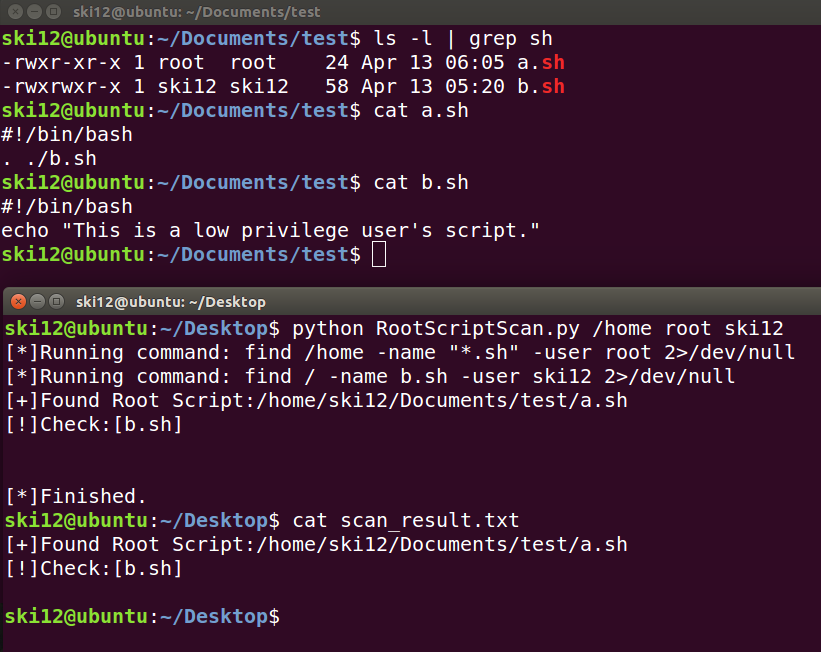 ski12@ubuntu: ~/Documents/test
ski12@ubuntu:~/Documents/test$ ls -l | grep sh
-rwxr-xr-x 1 root  root    24 Apr 13 06:05 a.sh
-rwxrwxr-x 1 ski12 ski12   58 Apr 13 05:20 b.sh
ski12@ubuntu:~/Documents/test$ cat a.sh
#!/bin/bash
. ./b.sh
ski12@ubuntu:~/Documents/test$ cat b.sh
#!/bin/bash
echo "This is a low privilege user's script."
ski12@ubuntu:~/Documents/test$
ski12@ubuntu: ~/Desktop
ski12@ubuntu:~/Desktop$ python RootScriptScan.py /home root ski12
[*]Running command: find /home -name "*.sh" -user root 2>/dev/null
[*]Running command: find / -name b.sh -user ski12 2>/dev/null
[+]Found Root Script:/home/ski12/Documents/test/a.sh
[!]Check:[b.sh]
[*]Finished.
ski12@ubuntu:~/Desktop$ cat scan_result.txt
[+]Found Root Script:/home/ski12/Documents/test/a.sh
[!]Check:[b.sh]
ski12@ubuntu:~/Desktop$